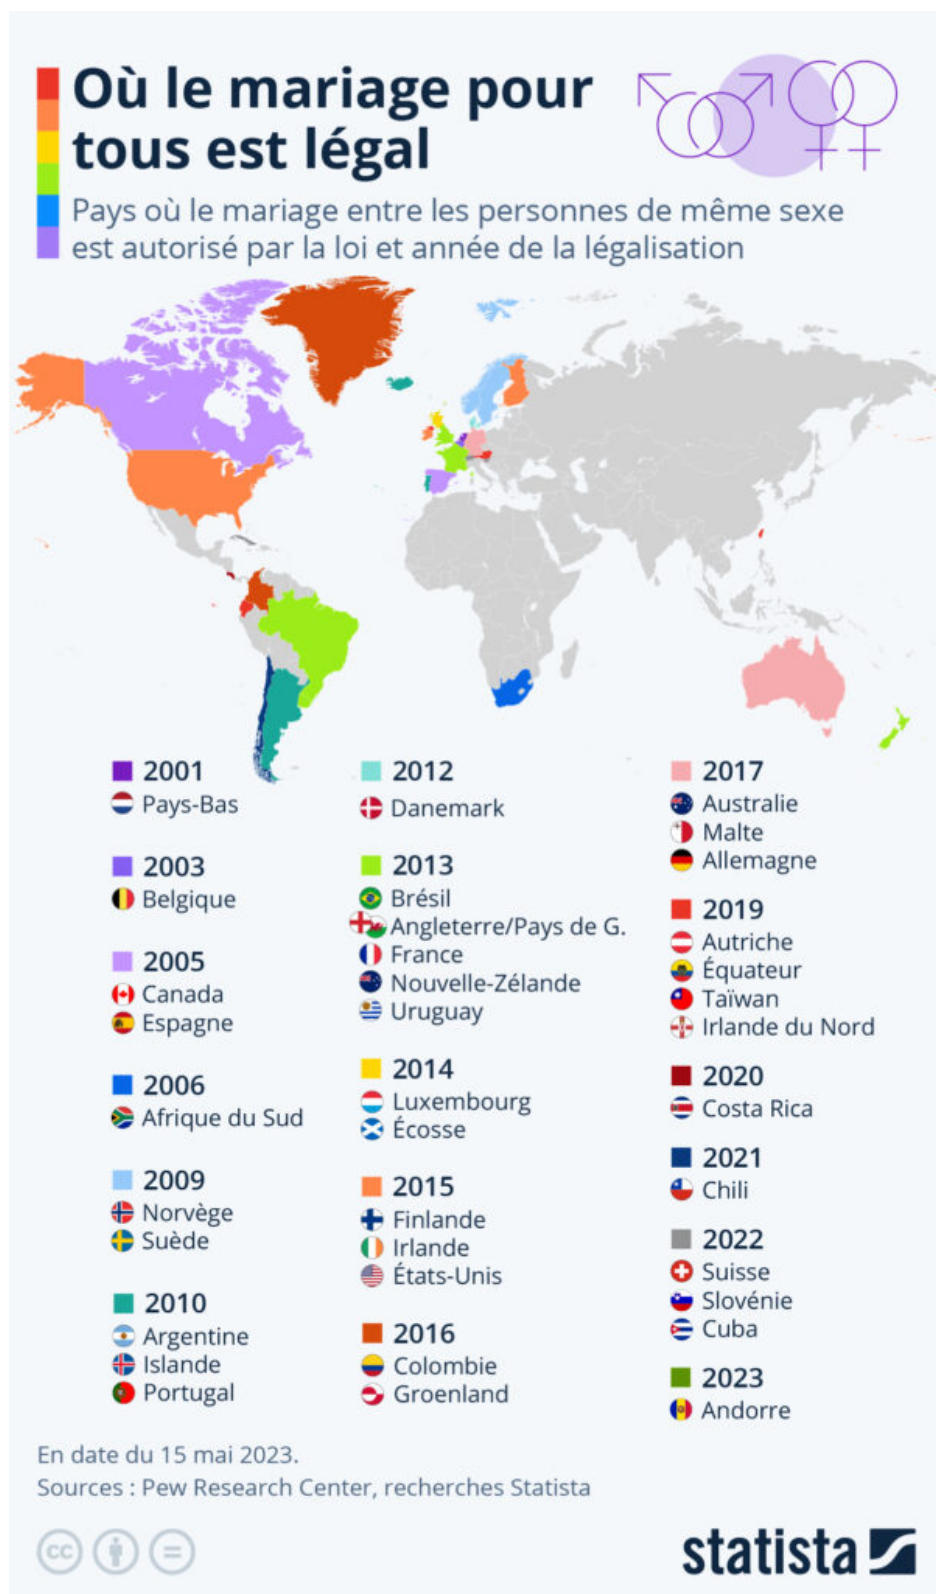 Où le mariage pour
tous est légal
Pays où le mariage entre les personnes de même sexe
est autorisé par la loi et année de la légalisation
2001
Pays-Bas
2003
Belgique
2005
Canada
Espagne
2006
Afrique du Sud
2009
Norvège
Suède
2010
Argentine
Islande
Portugal
2012
Danemark
2013
Brésil
Angleterre/Pays de G.
France
Nouvelle-Zélande
Uruguay
2014
Luxembourg
Écosse
2015
Finlande
Irlande
États-Unis
2016
Colombie
Groenland
2017
Australie
Malte
Allemagne
2019
Autriche
Équateur
Taïwan
Irlande du Nord
2020
Costa Rica
2021
Chili
2022
Suisse
Slovénie
Cuba
2023
Andorre
En date du 15 mai 2023.
Sources : Pew Research Center, recherches Statista
cc
statista